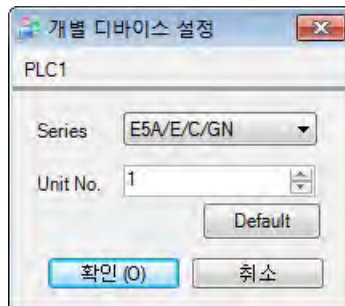 개별 디바이스 설정
PLC1
Series E5A/E/C/GN
Unit No. 1
Default
확인 (O) 취소